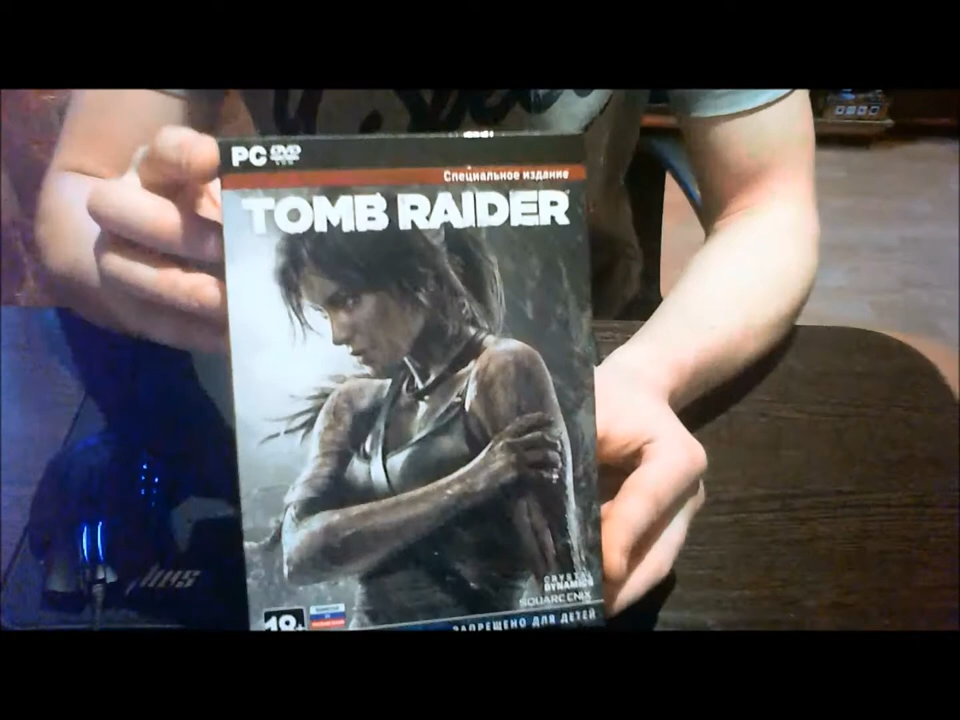 PC DVD
Специальное издание
TOMB RAIDER
CRYSTAL
DYNAMICS
SQUARE ENIX
18+
ЗАПРЕЩЕНО ДЛЯ ДЕТЕЙ